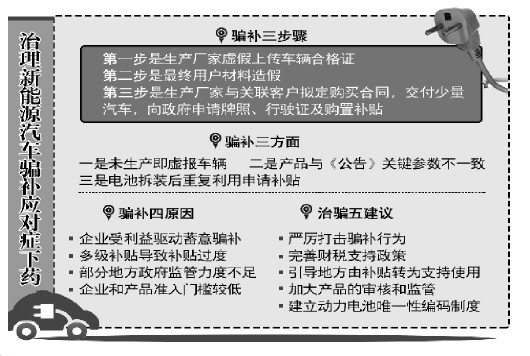 治理新能源汽车骗补应对症下药
骗补三步骤
第一步是生产厂家虚假上传车辆合格证
第二步是最终用户材料造假
第三步是生产厂家与关联客户拟定购买合同，交付少量
汽车，向政府申请牌照、行驶证及购置补贴
骗补三方面
一是未生产即虚报车辆 二是产品与《公告》关键参数不一致
三是电池拆装后重复利用申请补贴
骗补四原因
▪ 企业受利益驱动蓄意骗补
▪ 多级补贴导致补贴过度
▪ 部分地方政府监管力度不足
▪ 企业和产品准入门槛较低
治骗五建议
▪ 严厉打击骗补行为
▪ 完善财税支持政策
▪ 引导地方由补贴转为支持使用
▪ 加大产品的审核和监管
▪ 建立动力电池唯一性编码制度